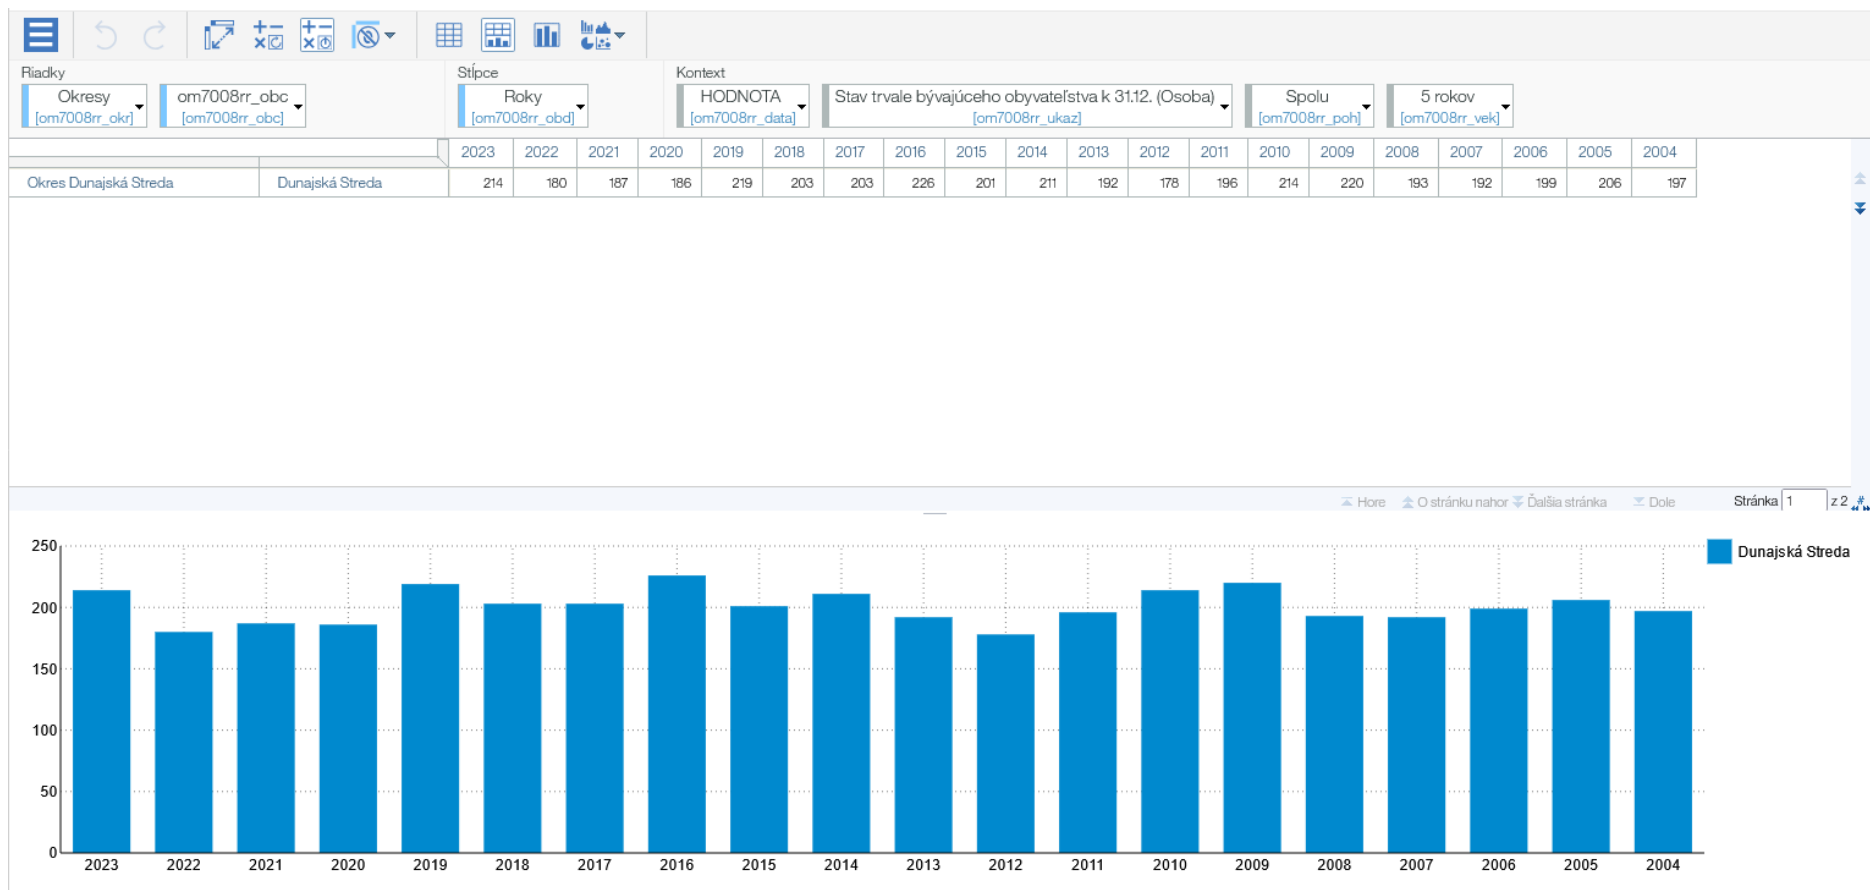 Riadky Stĺpce Kontext
Okresy om7008rr_obc Roky HODNOTA Stav trvale bývajúceho obyvateľstva k 31.12. (Osoba) Spolu 5 rokov
[om7008rr_okr] [om7008rr_obc] [om7008rr_obd] [om7008rr_data] [om7008rr_ukaz] [om7008rr_poh] [om7008rr_vek]
2023 2022 2021 2020 2019 2018 2017 2016 2015 2014 2013 2012 2011 2010 2009 2008 2007 2006 2005 2004
Okres Dunajská Streda Dunajská Streda 214 180 187 186 219 203 203 226 201 211 192 178 196 214 220 193 192 199 206 197
Hore O stránku nahor Ďalšia stránka Dole Stránka 1 z 2
250
200
150
100
50
0
Dunajská Streda
2023 2022 2021 2020 2019 2018 2017 2016 2015 2014 2013 2012 2011 2010 2009 2008 2007 2006 2005 2004